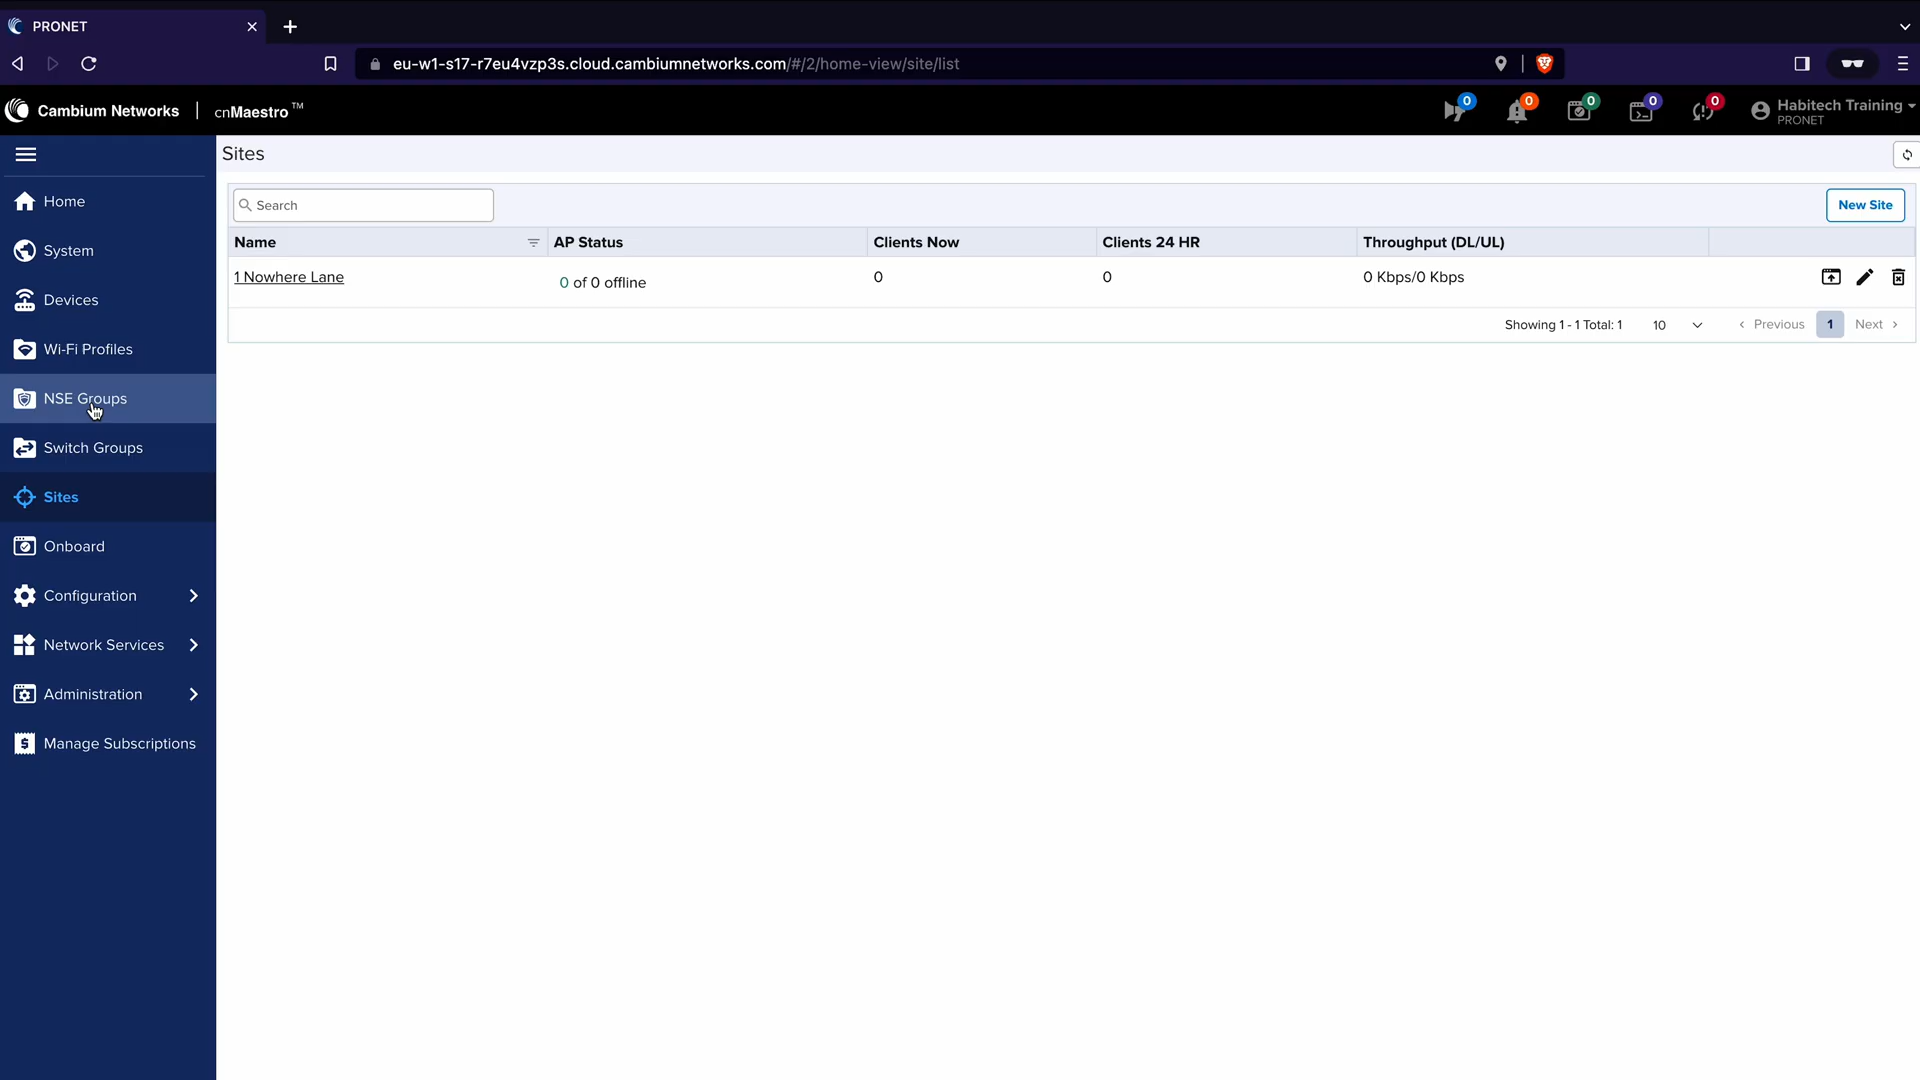 PRONET
eu-w1-s17-r7eu4vzp3s.cloud.cambiumnetworks.com/#/2/home-view/site/list
Cambium Networks | cnMaestro™
0 0 0 0 0
Habitech Training
PRONET
Sites
Home
System
Devices
Wi-Fi Profiles
NSE Groups
Switch Groups
Sites
Onboard
Configuration
Network Services
Administration
Manage Subscriptions
Search
New Site
Name AP Status Clients Now Clients 24 HR Throughput (DL/UL)
1 Nowhere Lane 0 of 0 offline 0 0 0 Kbps/0 Kbps
Showing 1 - 1 Total: 1 10 ‹ Previous 1 Next ›